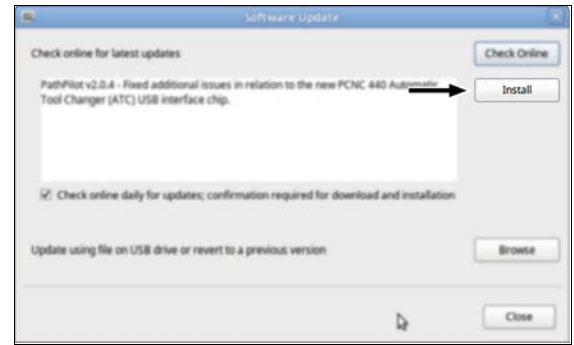 Software Update
Check online for latest updates
Check Online
PathPilot v2.0.4 - Fixed additional issues in relation to the new PCNC 440 Automatic
Tool Changer (ATC) USB interface chip.
Install
Check online daily for updates; confirmation required for download and installation
Update using file on USB drive or revert to a previous version
Browse
Close